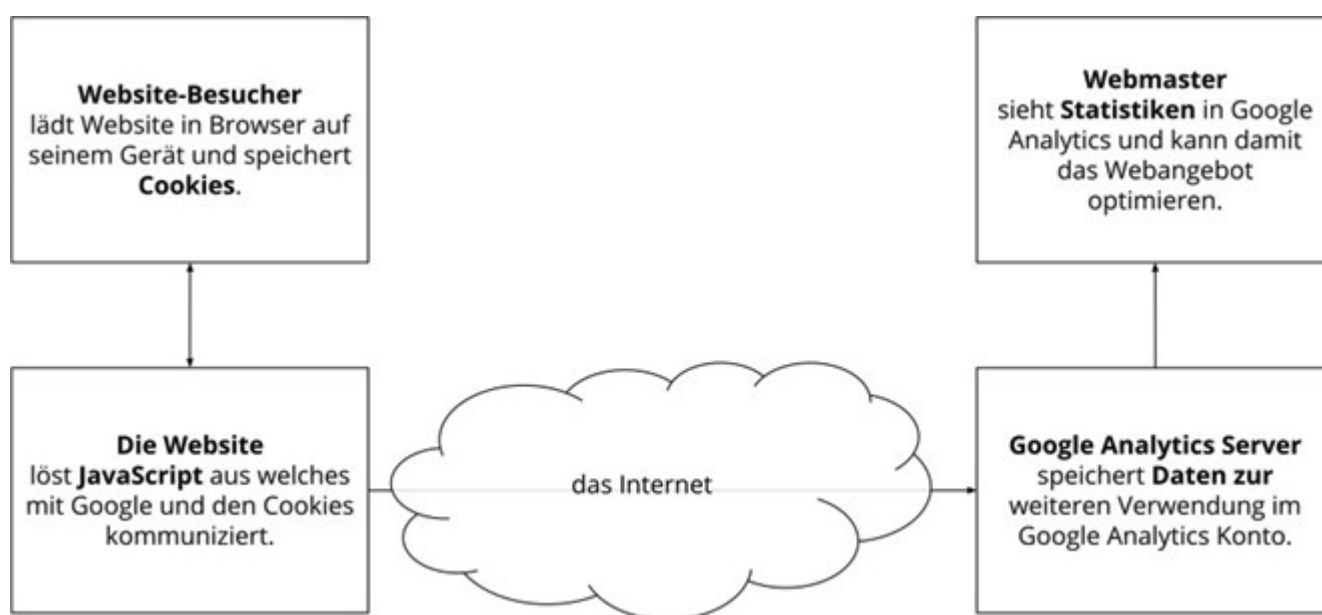 Website-Besucher
lädt Website in Browser auf
seinem Gerät und speichert
Cookies.
Webmaster
sieht Statistiken in Google
Analytics und kann damit
das Webangebot
optimieren.
Die Website
löst JavaScript aus welches
mit Google und den Cookies
kommuniziert.
das Internet
Google Analytics Server
speichert Daten zur
weiteren Verwendung im
Google Analytics Konto.